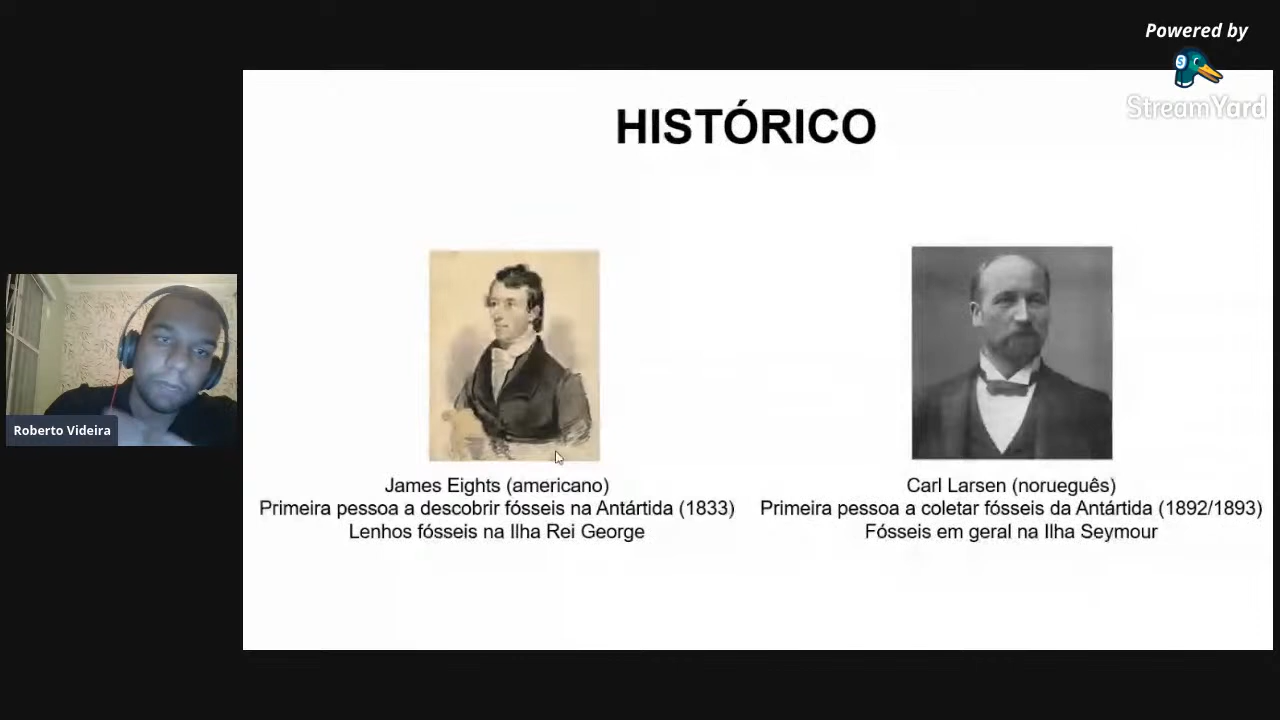 Powered by
StreamYard
HISTÓRICO
James Eights (americano)
Primeira pessoa a descobrir fósseis na Antártida (1833)
Lenhos fósseis na Ilha Rei George
Carl Larsen (norueguês)
Primeira pessoa a coletar fósseis da Antártida (1892/1893)
Fósseis em geral na Ilha Seymour
Roberto Videira